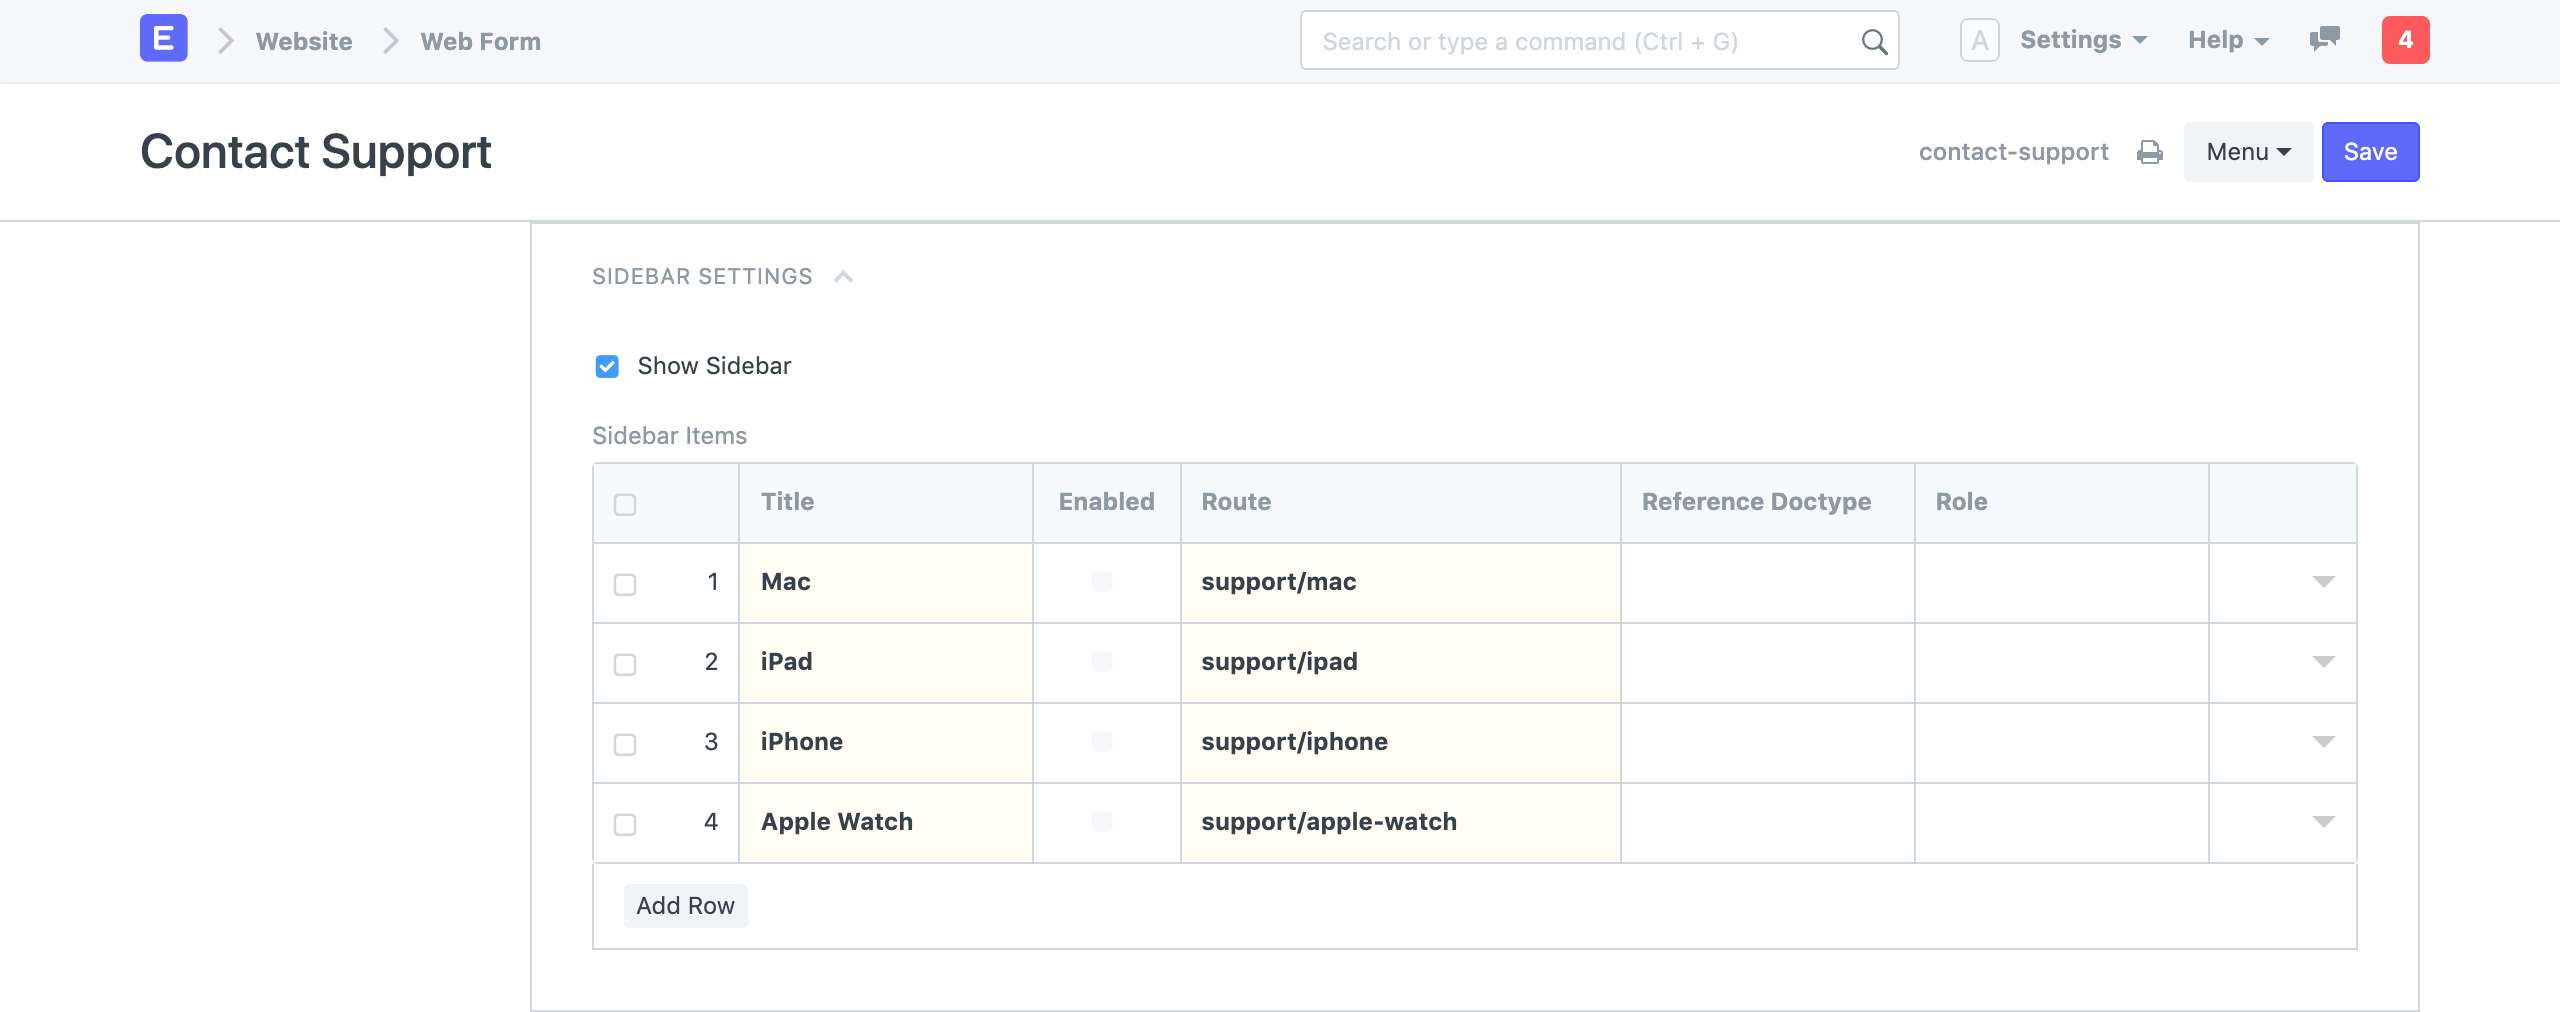 E Website Web Form Search or type a command (Ctrl + G) A Settings Help 4
Contact Support contact-support Menu Save
SIDEBAR SETTINGS
Show Sidebar
Sidebar Items
Title Enabled Route Reference Doctype Role
1 Mac support/mac
2 iPad support/ipad
3 iPhone support/iphone
4 Apple Watch support/apple-watch
Add Row